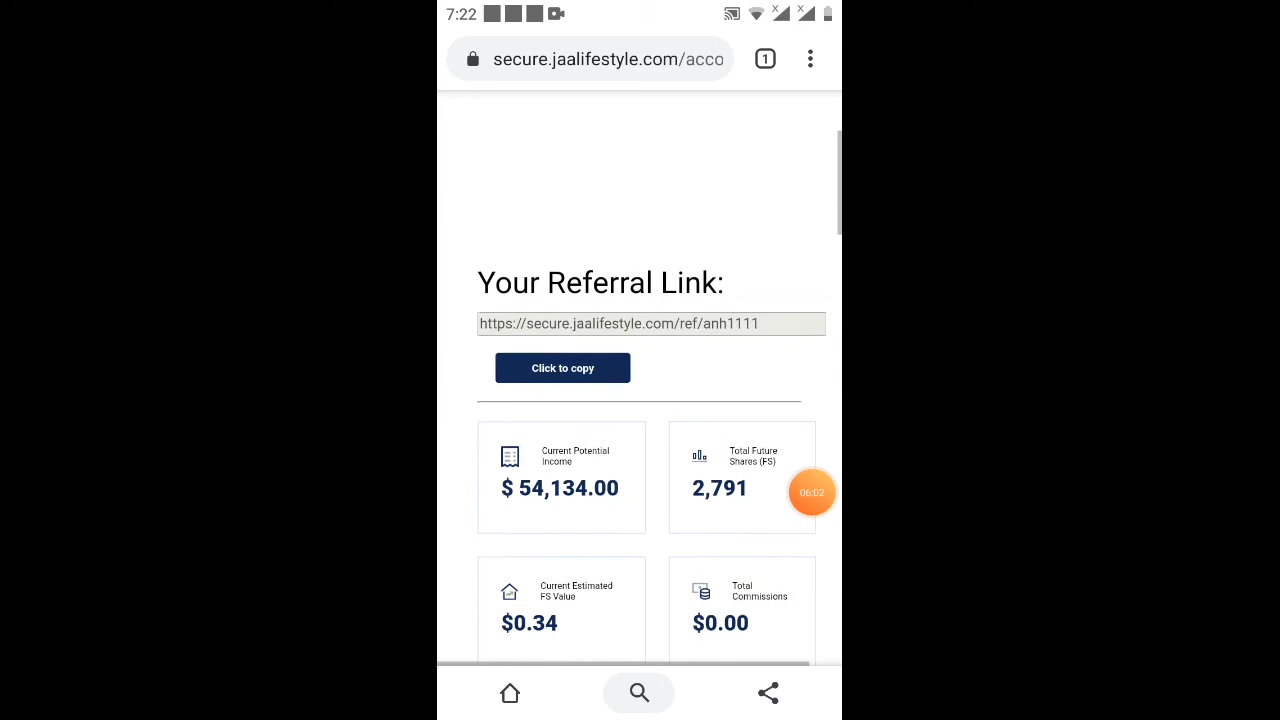 7:22
secure.jaalifestyle.com/acco
1
Your Referral Link:
https://secure.jaalifestyle.com/ref/anh1111
Click to copy
Current Potential
Income
$ 54,134.00
Total Future
Shares (FS)
2,791
06:02
Current Estimated
FS Value
$0.34
Total
Commissions
$0.00